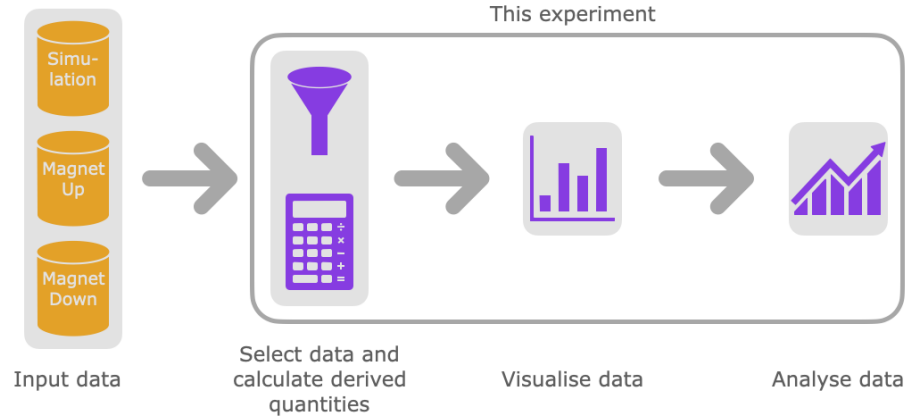 This experiment
Simu-
lation
Magnet
Up
Magnet
Down
÷
×
−
+
=
Input data
Select data and
calculate derived
quantities
Visualise data
Analyse data